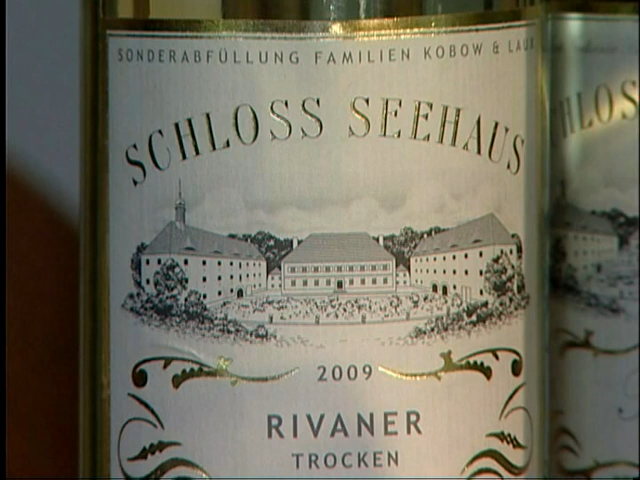 SONDERABFÜLLUNG FAMILIEN KOBOW &
SCHLOSS SEEHAUS
2009
RIVANER
TROCKEN